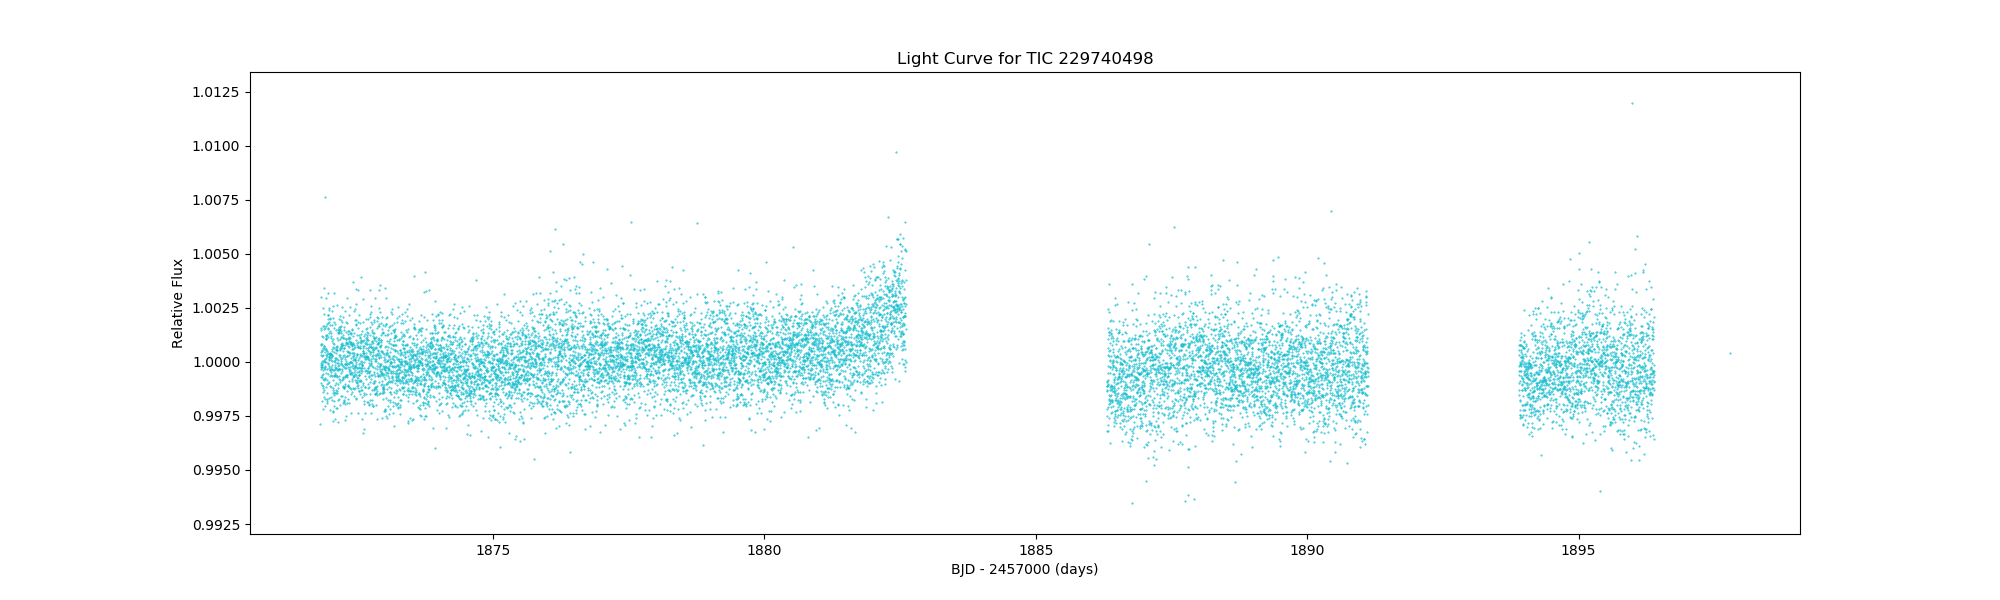 Light Curve for TIC 229740498
Relative Flux
1.0125
1.0100
1.0075
1.0050
1.0025
1.0000
0.9975
0.9950
0.9925
1875 1880 1885 1890 1895
BJD - 2457000 (days)